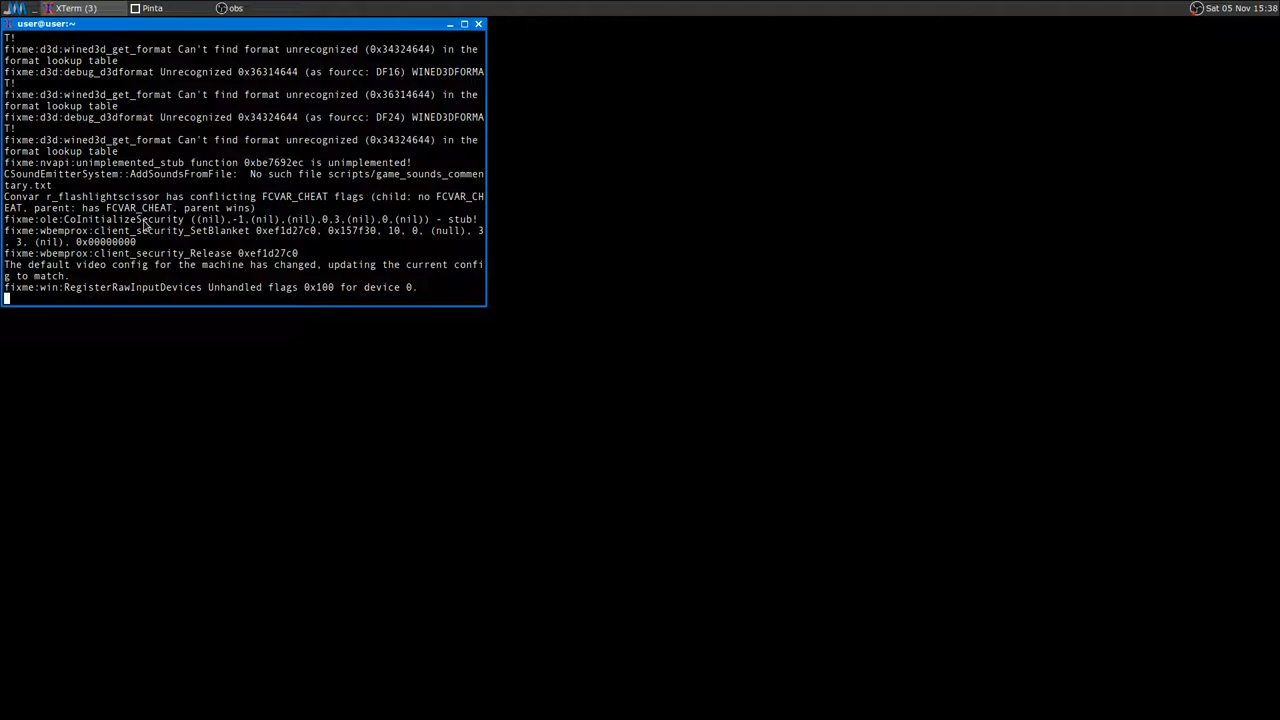 XTerm (3) Pinta obs Sat 05 Nov 15:38
user@user:~
T!
fixme:d3d:wined3d_get_format Can't find format unrecognized (0x34324644) in the
format lookup table
fixme:d3d:debug_d3dformat Unrecognized 0x36314644 (as fourcc: DF16) WINED3DFORMA
T!
fixme:d3d:wined3d_get_format Can't find format unrecognized (0x36314644) in the
format lookup table
fixme:d3d:debug_d3dformat Unrecognized 0x34324644 (as fourcc: DF24) WINED3DFORMA
T!
fixme:d3d:wined3d_get_format Can't find format unrecognized (0x34324644) in the
format lookup table
fixme:nvapi:unimplemented_stub function 0xbe7692ec is unimplemented!
CSoundEmitterSystem::AddSoundsFromFile:  No such file scripts/game_sounds_commen
tary.txt
Convar r_flashlightscissor has conflicting FCVAR_CHEAT flags (child: no FCVAR_CH
EAT, parent: has FCVAR_CHEAT, parent wins)
fixme:ole:CoInitializeSecurity ((nil),-1,(nil),(nil),0,3,(nil),0,(nil)) - stub!
fixme:wbemprox:client_security_SetBlanket 0xef1d27c0, 0x157f30, 10, 0, (null), 3
, 3, (nil), 0x00000000
fixme:wbemprox:client_security_Release 0xef1d27c0
The default video config for the machine has changed, updating the current confi
g to match.
fixme:win:RegisterRawInputDevices Unhandled flags 0x100 for device 0.